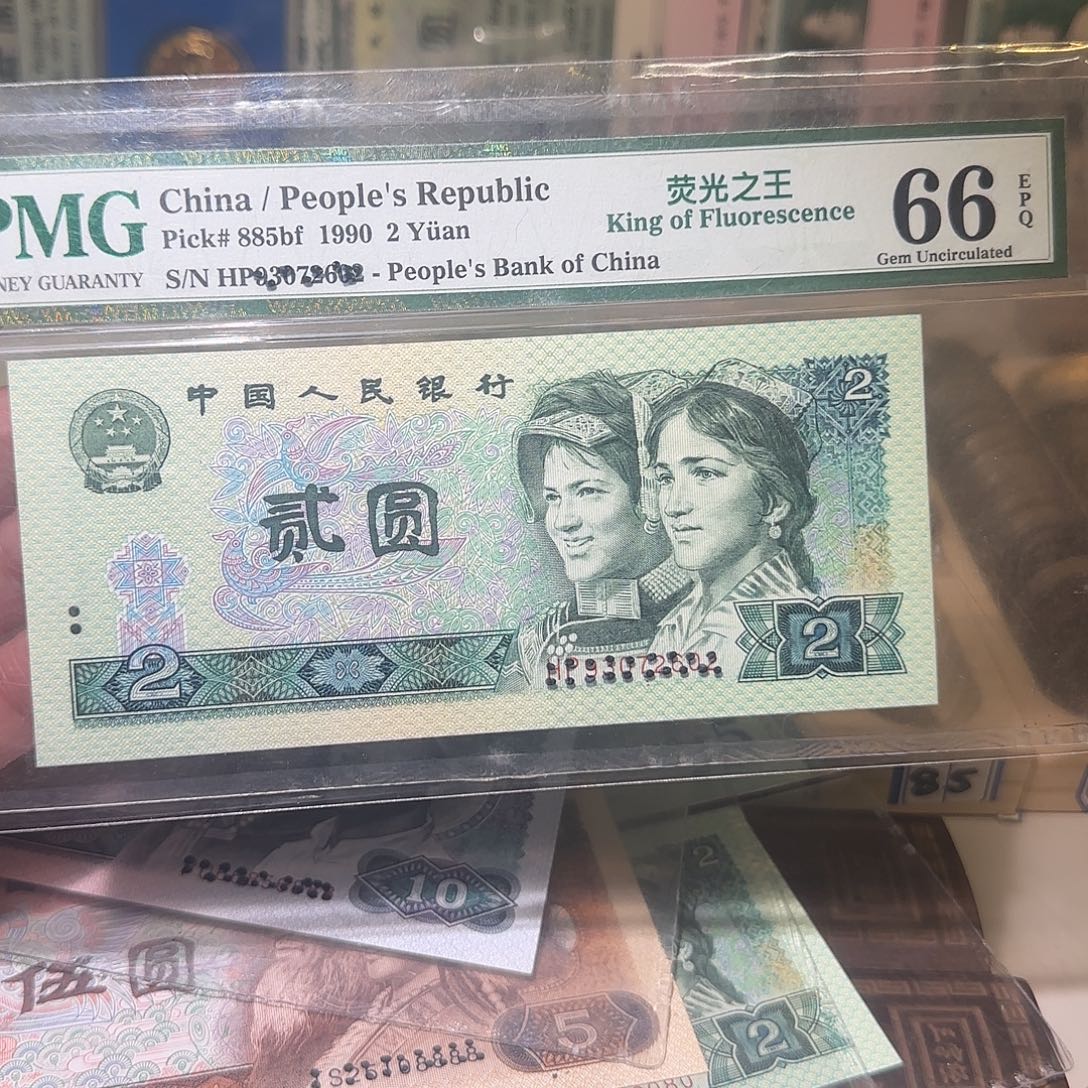 PMG
China / People's Republic
Pick# 885bf 1990 2 Yüan
NEY GUARANTY
S/N HP93072602 - People's Bank of China
荧光之王
King of Fluorescence
66
EPQ
Gem Uncirculated
中国人民银行
2
贰圆
2
2
HP93072602
85
10
伍圆
5
2
2